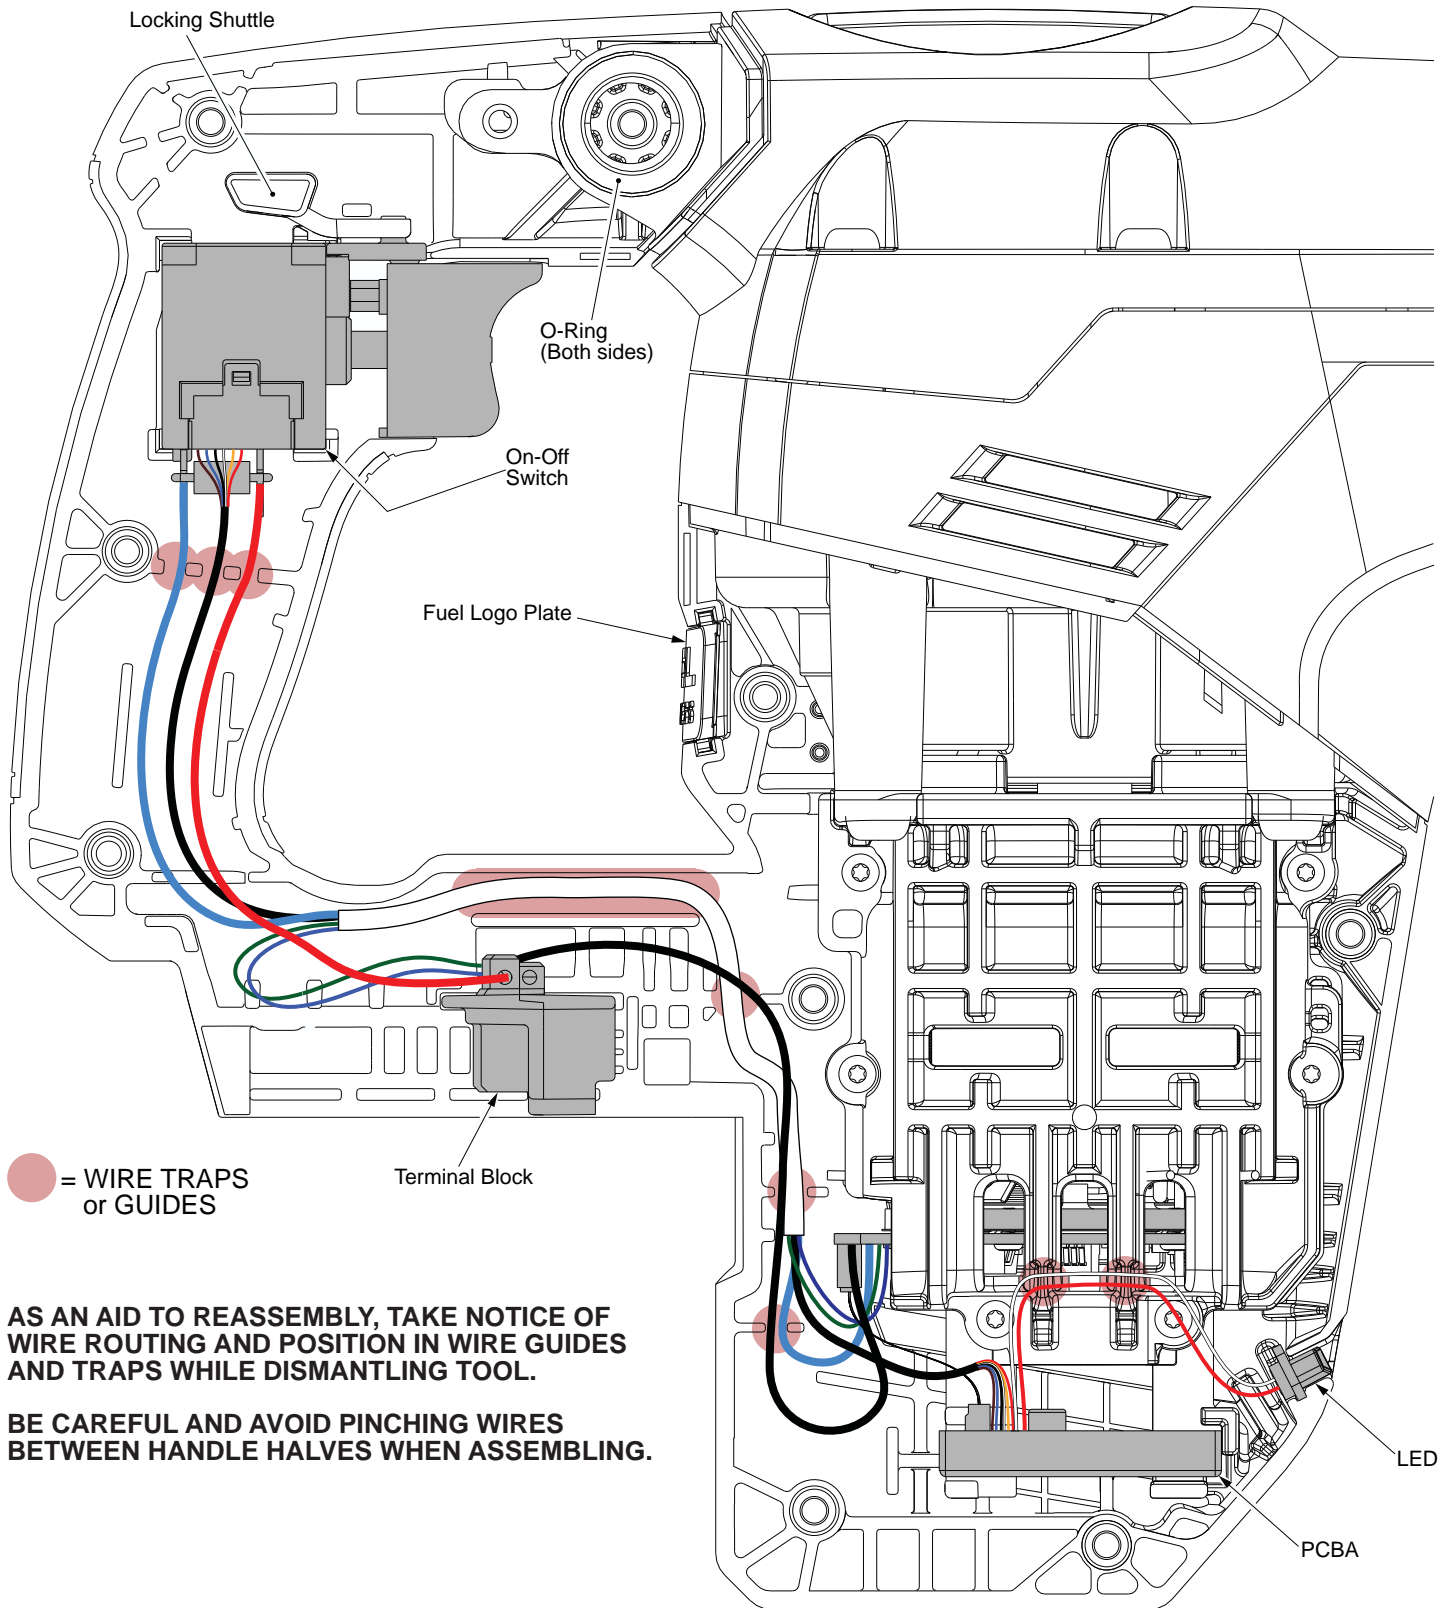 Locking Shuttle
O-Ring
(Both sides)
On-Off
Switch
Fuel Logo Plate
Terminal Block
= WIRE TRAPS
or GUIDES
AS AN AID TO REASSEMBLY, TAKE NOTICE OF
WIRE ROUTING AND POSITION IN WIRE GUIDES
AND TRAPS WHILE DISMANTLING TOOL.
BE CAREFUL AND AVOID PINCHING WIRES
BETWEEN HANDLE HALVES WHEN ASSEMBLING.
LED
PCBA